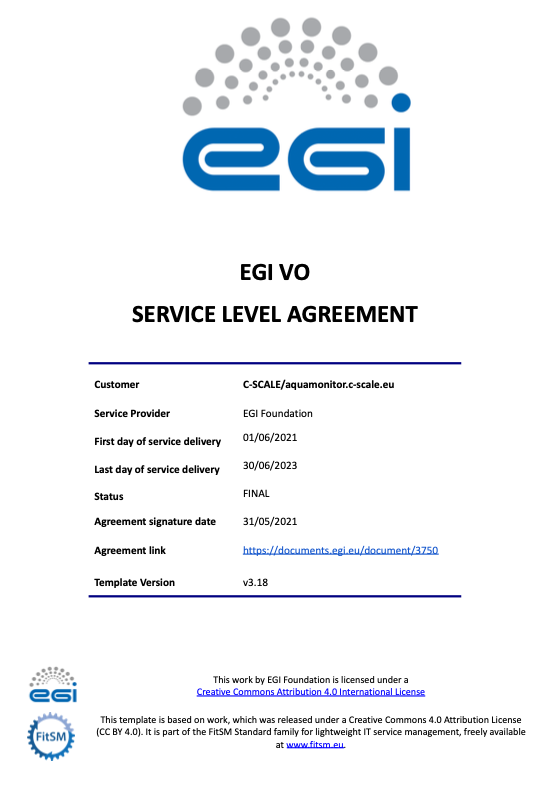 egi
EGI VO
SERVICE LEVEL AGREEMENT
Customer C-SCALE/aquamonitor.c-scale.eu
Service Provider EGI Foundation
First day of service delivery 01/06/2021
Last day of service delivery 30/06/2023
Status FINAL
Agreement signature date 31/05/2021
Agreement link https://documents.egi.eu/document/3750
Template Version v3.18
egi
This work by EGI Foundation is licensed under a
Creative Commons Attribution 4.0 International License
FitSM
This template is based on work, which was released under a Creative Commons 4.0 Attribution License
(CC BY 4.0). It is part of the FitSM Standard family for lightweight IT service management, freely available
at www.fitsm.eu.